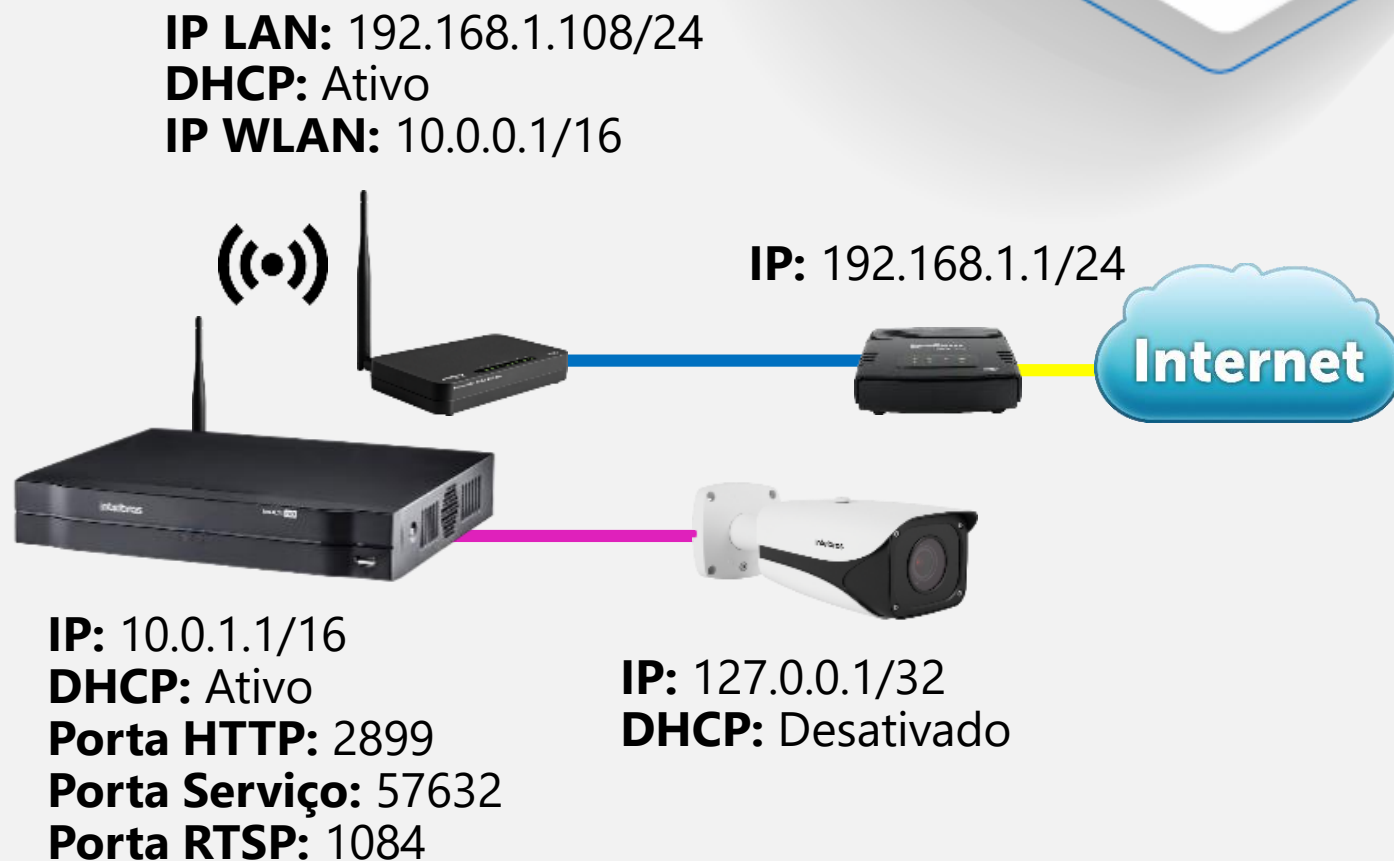 IP LAN: 192.168.1.108/24
DHCP: Ativo
IP WLAN: 10.0.0.1/16
IP: 192.168.1.1/24
Internet
intelbras
intelbras
IP: 10.0.1.1/16
DHCP: Ativo
Porta HTTP: 2899
Porta Serviço: 57632
Porta RTSP: 1084
IP: 127.0.0.1/32
DHCP: Desativado